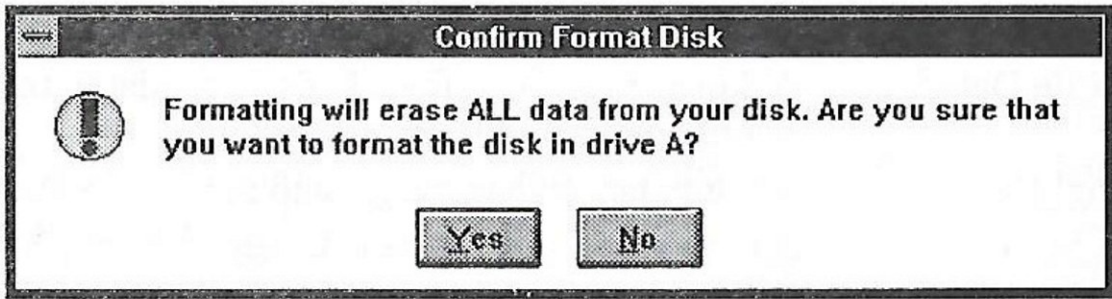 Confirm Format Disk
Formatting will erase ALL data from your disk. Are you sure that
you want to format the disk in drive A?
Yes No